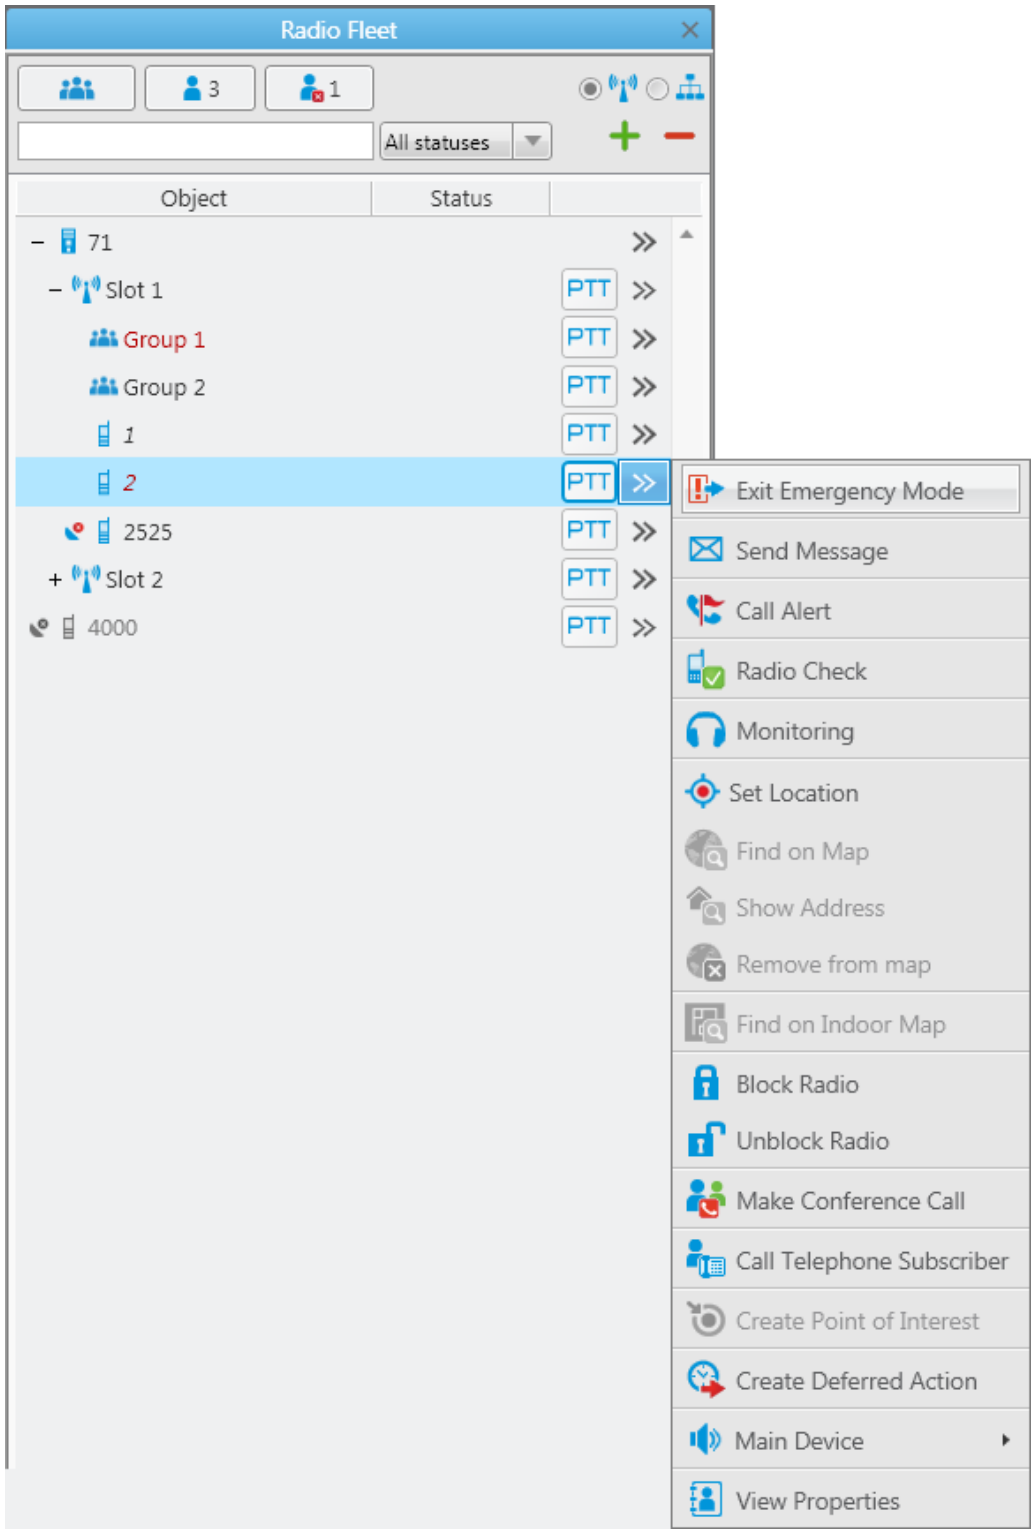 Radio Fleet
3
1
All statuses
Object Status
71
Slot 1 PTT
Group 1 PTT
Group 2 PTT
1 PTT
2 PTT
2525 PTT
Slot 2 PTT
4000 PTT
Exit Emergency Mode
Send Message
Call Alert
Radio Check
Monitoring
Set Location
Find on Map
Show Address
Remove from map
Find on Indoor Map
Block Radio
Unblock Radio
Make Conference Call
Call Telephone Subscriber
Create Point of Interest
Create Deferred Action
Main Device
View Properties